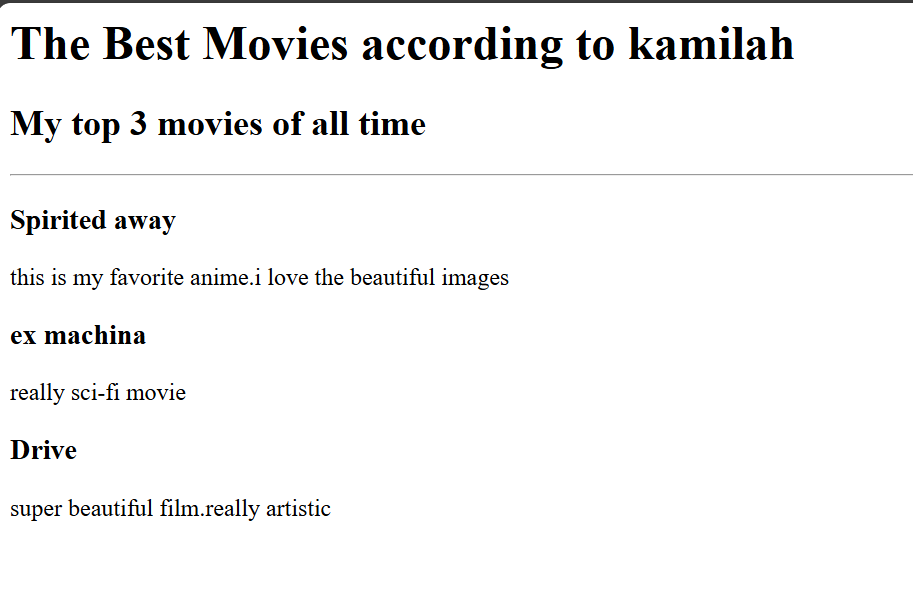 The Best Movies according to kamilah
My top 3 movies of all time
Spirited away
this is my favorite anime.i love the beautiful images
ex machina
really sci-fi movie
Drive
super beautiful film.really artistic